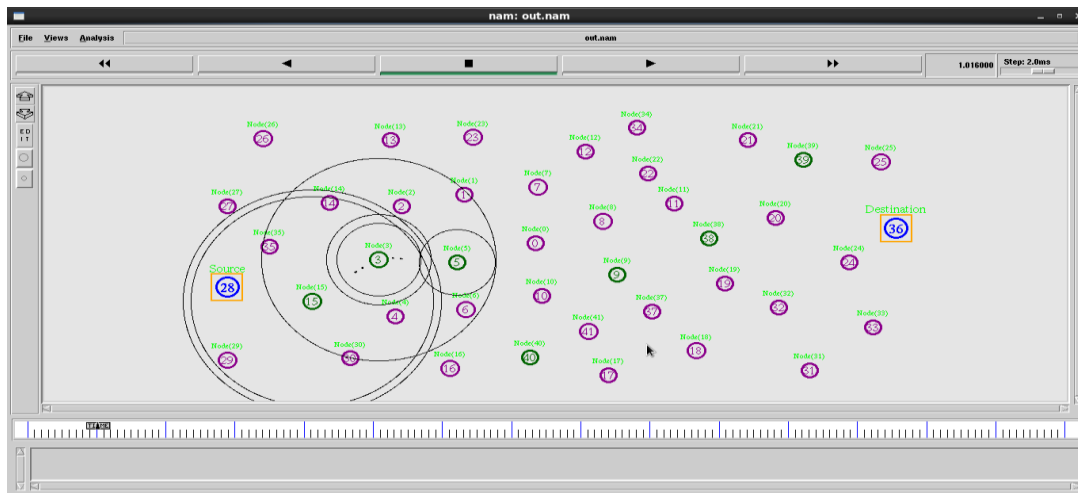 nam: out.nam
File Views Analysis
out.nam
1.016000
Step: 2.0ms
E D
I T
Node(34)
34
Node(26)
26
Node(13)
13
Node(23)
23
Node(12)
12
Node(21)
21
Node(39)
39
Node(25)
25
Node(22)
22
Node(7)
7
Node(1)
1
Node(27)
27
Node(14)
14
Node(2)
2
Node(11)
11
Node(8)
8
Node(20)
20
Destination
36
Node(35)
35
Node(0)
0
Node(38)
38
Node(3)
3
Node(5)
5
Node(24)
24
Source
28
Node(9)
9
Node(19)
19
Node(15)
15
Node(4)
4
Node(6)
6
Node(10)
10
Node(37)
37
Node(32)
32
Node(41)
41
Node(33)
33
Node(29)
29
Node(30)
30
Node(16)
16
Node(40)
40
Node(17)
17
Node(18)
18
Node(31)
31